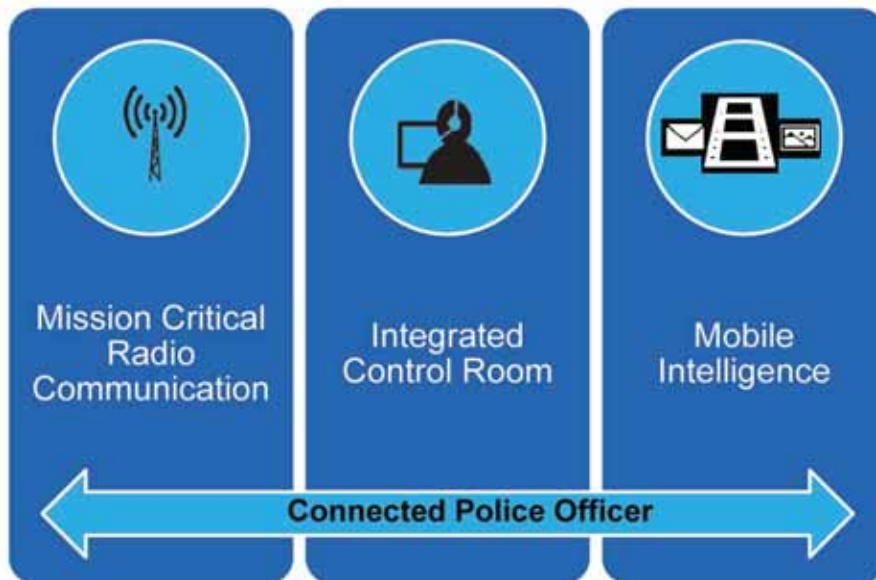 Mission Critical
Radio
Communication
Integrated
Control Room
Mobile
Intelligence
Connected Police Officer